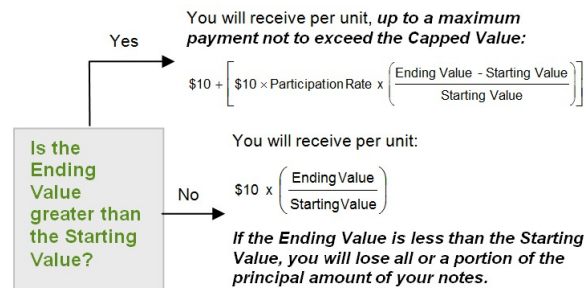 You will receive per unit, up to a maximum
payment not to exceed the Capped Value:
Yes
$10 + [ $10 × Participation Rate x ( Ending Value - Starting Value / Starting Value ) ]
Is the
Ending
Value
greater than
the Starting
Value?
No
You will receive per unit:
$10 x ( Ending Value / Starting Value )
If the Ending Value is less than the Starting
Value, you will lose all or a portion of the
principal amount of your notes.